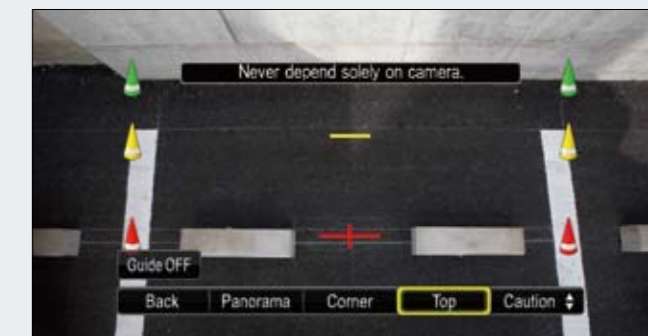 Never depend solely on camera.
Guide OFF
Back Panorama Corner Top Caution